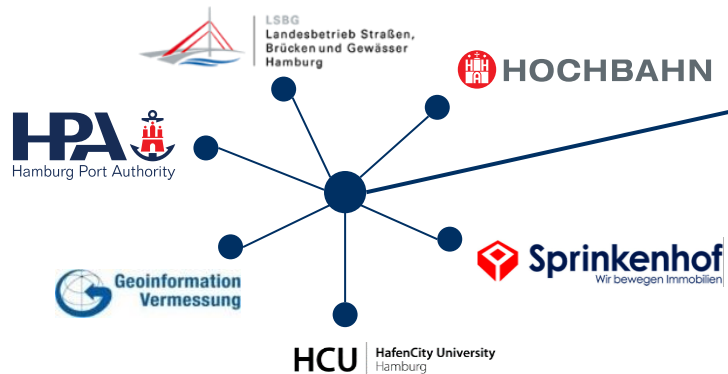 LSBG
Landesbetrieb Straßen,
Brücken und Gewässer
Hamburg
HOCHBAHN
HPA
Hamburg Port Authority
Sprinkenhof
Wir bewegen Immobilien
Geoinformation
Vermessung
HCU
HafenCity University
Hamburg